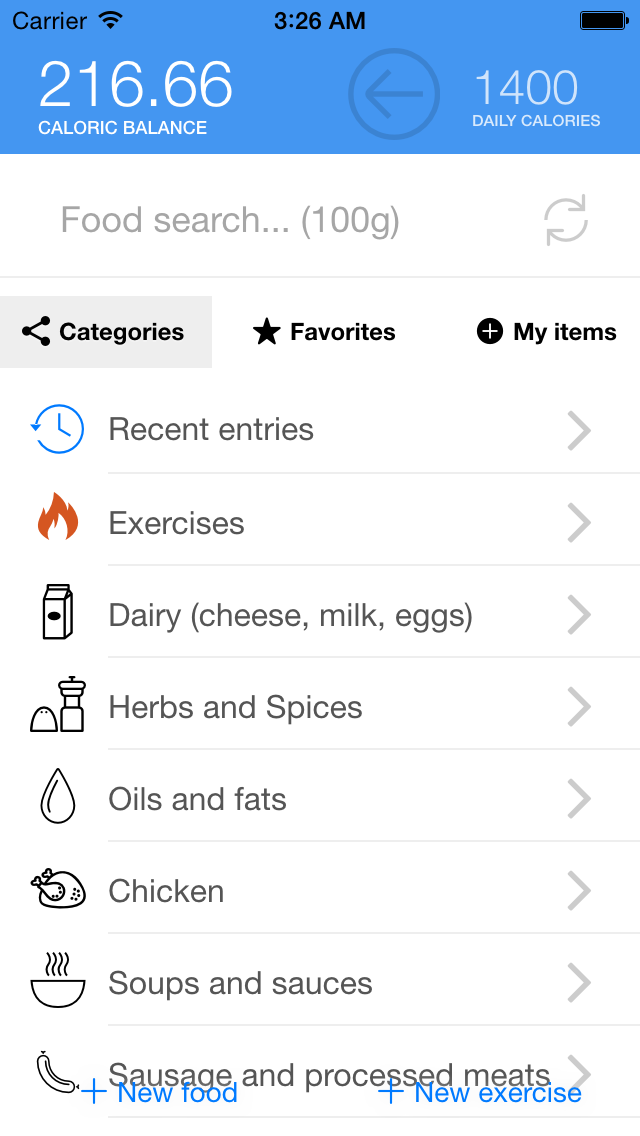 Carrier 3:26 AM
216.66 1400
CALORIC BALANCE DAILY CALORIES
Food search... (100g)
Categories Favorites My items
Recent entries
Exercises
Dairy (cheese, milk, eggs)
Herbs and Spices
Oils and fats
Chicken
Soups and sauces
Sausage and processed meats
+ New food + New exercise